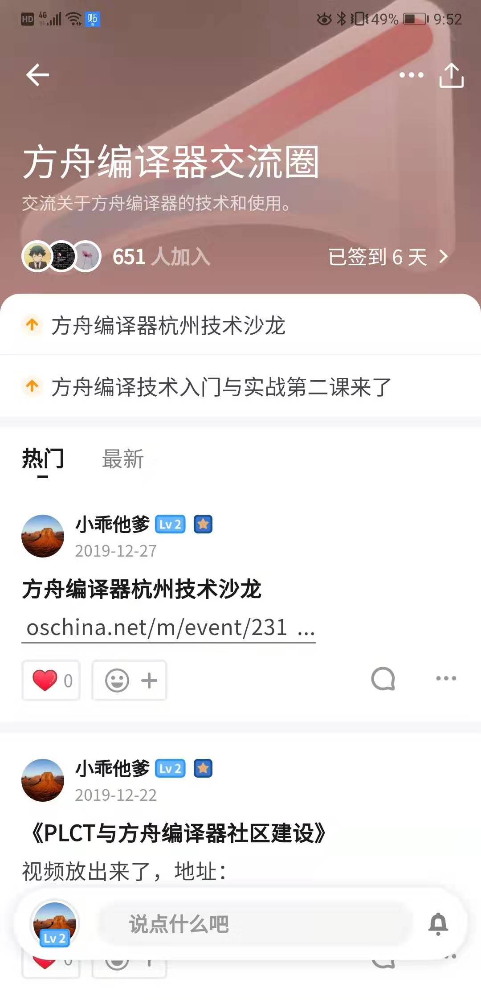 HD 4G 贴 49% 9:52
方舟编译器交流圈
交流关于方舟编译器的技术和使用。
651 人加入 已签到 6 天
方舟编译器杭州技术沙龙
方舟编译技术入门与实战第二课来了
热门 最新
小乖他爹 Lv 2
2019-12-27
方舟编译器杭州技术沙龙
oschina.net/m/event/231 ...
0
小乖他爹 Lv 2
2019-12-22
《PLCT与方舟编译器社区建设》
视频放出来了，地址：
Lv 2 说点什么吧
0